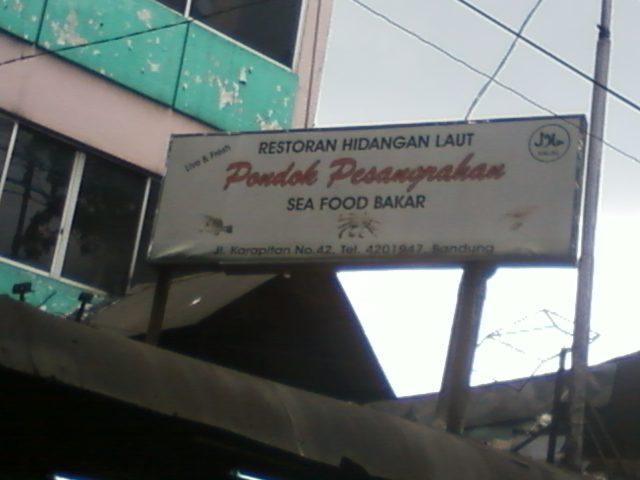 RESTORAN HIDANGAN LAUT
Live & Fresh
Pondok Pesangrahan
SEA FOOD BAKAR
Jl. Karapitan No.42, Tel. 4201947, Bandung